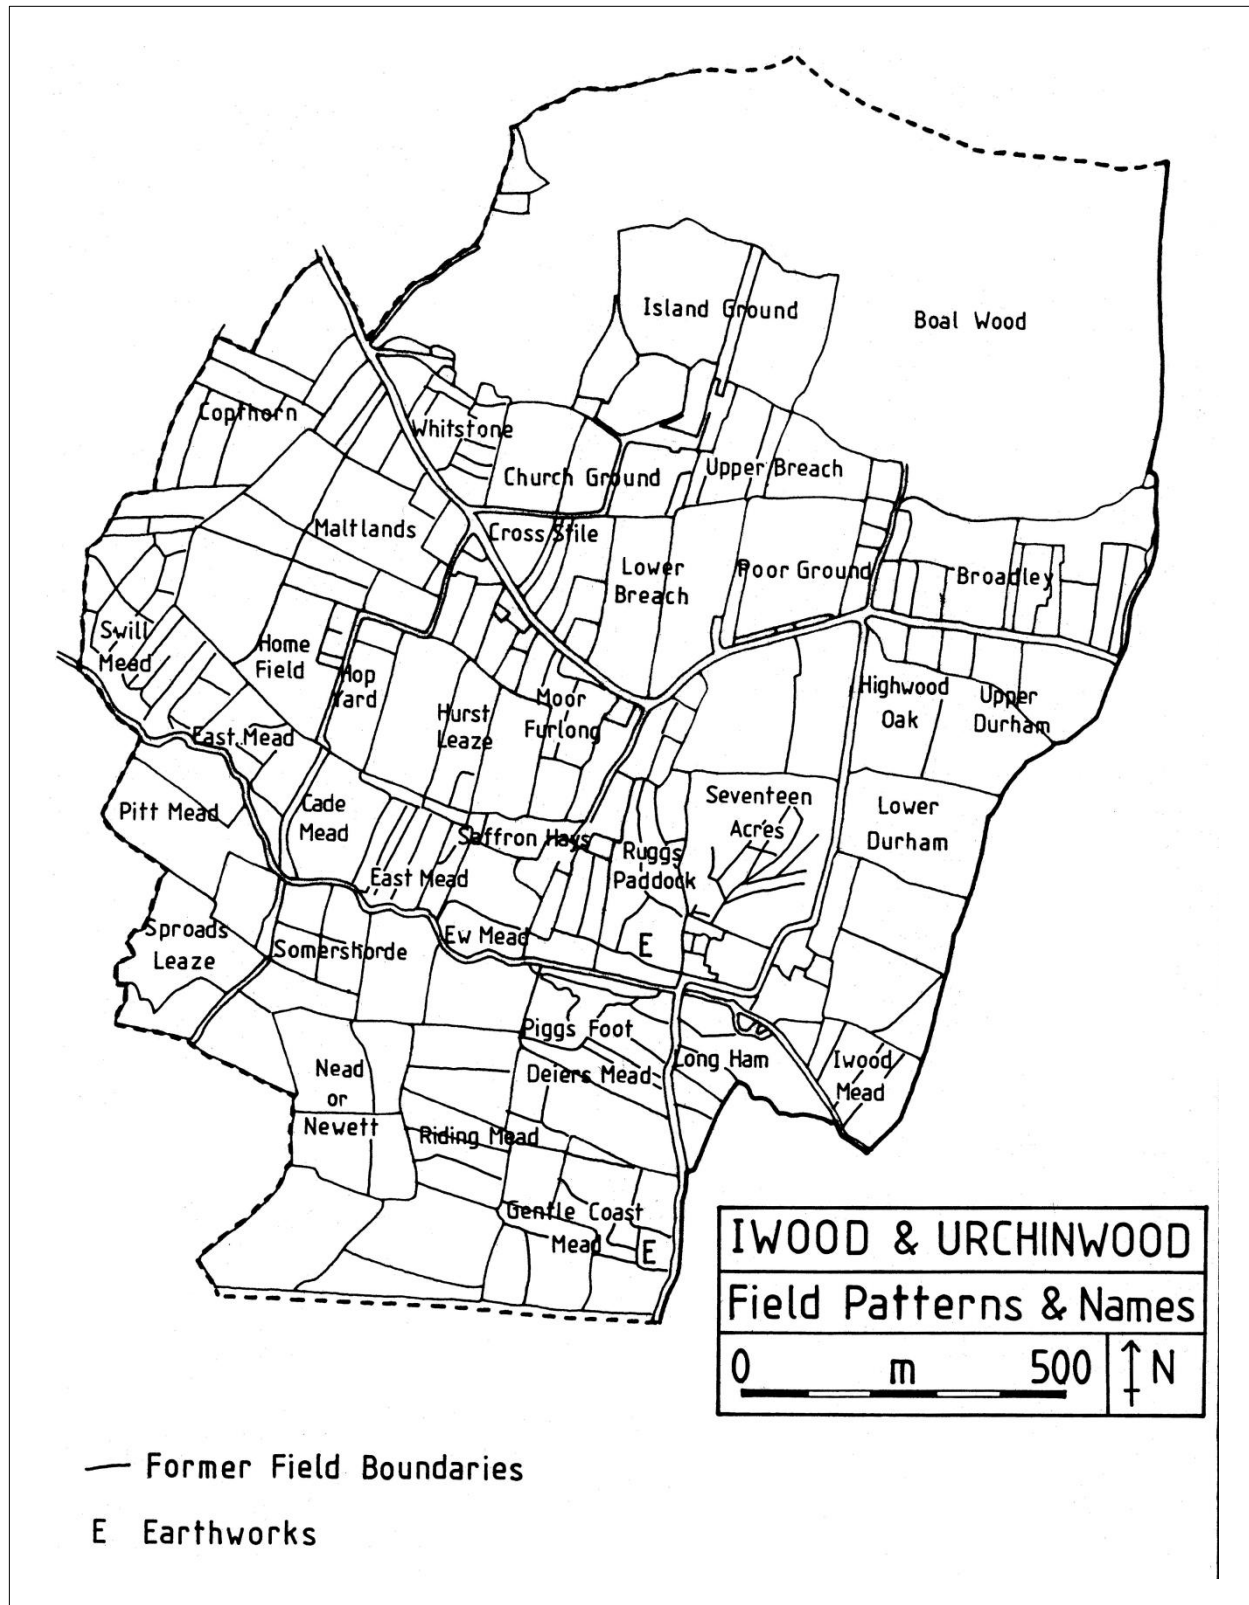 Island Ground
Boal Wood
Copthorn
Whitstone
Church Ground
Upper Breach
Maltlands
Cross Stile
Lower
Breach
Poor Ground
Broadley
Swill
Mead
Home
Field
Hop
Yard
Hurst
Leaze
Moor
Furlong
Highwood
Oak
Upper
Durham
East Mead
Pitt Mead
Cade
Mead
Saffron Hays
Seventeen
Acres
Lower
Durham
East Mead
Ruggs
Paddock
Sproads
Leaze
Somershorde
Ew Mead
E
Piggs Foot
Deiers Mead
Long Ham
Iwood
Mead
Nead
or
Newett
Riding Mead
Gentle Coast
Mead
E
IWOOD & URCHINWOOD
Field Patterns & Names
0 m 500
N
Former Field Boundaries
E Earthworks